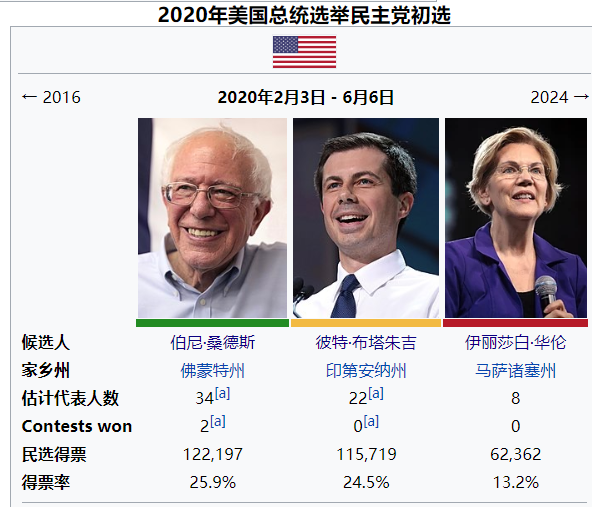 2020年美国总统选举民主党初选
← 2016 2020年2月3日 - 6月6日 2024 →
候选人 伯尼·桑德斯 彼特·布塔朱吉 伊丽莎白·华伦
家乡州 佛蒙特州 印第安纳州 马萨诸塞州
估计代表人数 34[a] 22[a] 8
Contests won 2[a] 0[a] 0
民选得票 122,197 115,719 62,362
得票率 25.9% 24.5% 13.2%